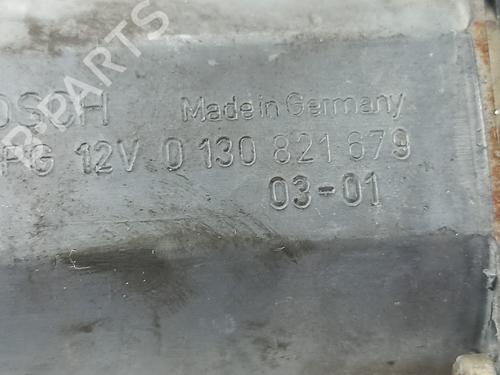 B PARTS
OSCH Made in Germany
PG 12V 0 130 821 679
03-01